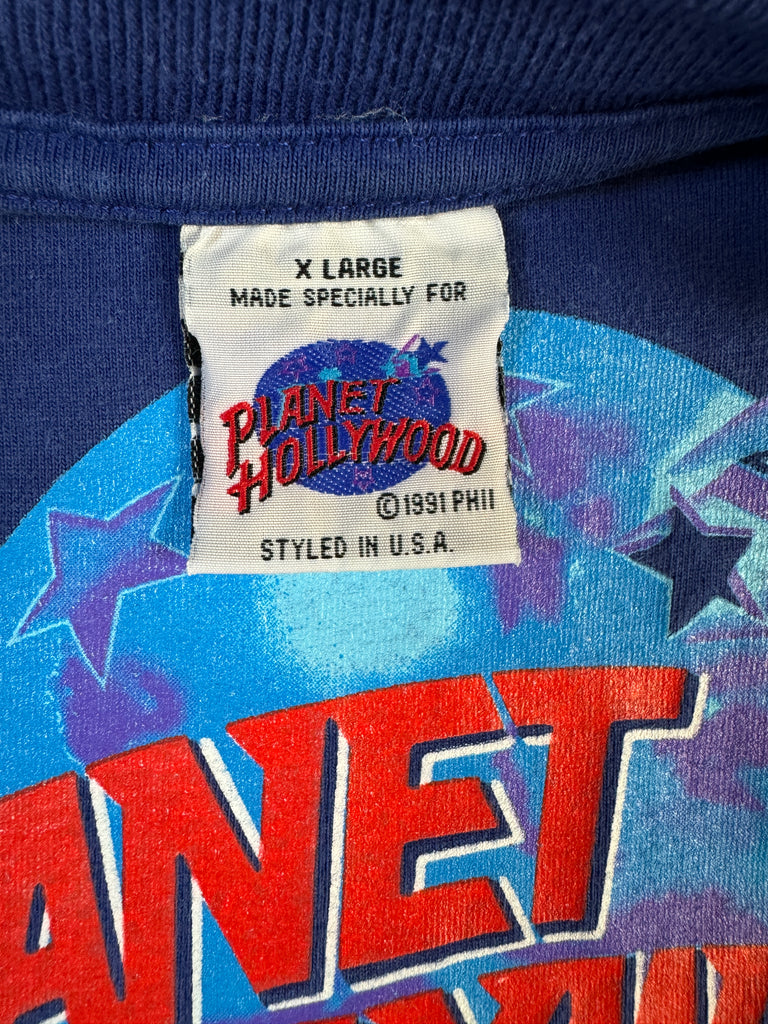 X LARGE
MADE SPECIALLY FOR
PLANET
HOLLYWOOD
©1991 PHII
STYLED IN U.S.A.
ANET